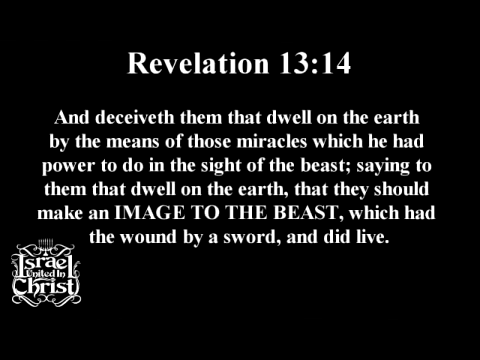 Revelation 13:14
And deceiveth them that dwell on the earth
by the means of those miracles which he had
power to do in the sight of the beast; saying to
them that dwell on the earth, that they should
make an IMAGE TO THE BEAST, which had
the wound by a sword, and did live.
Israel
United In
Christ